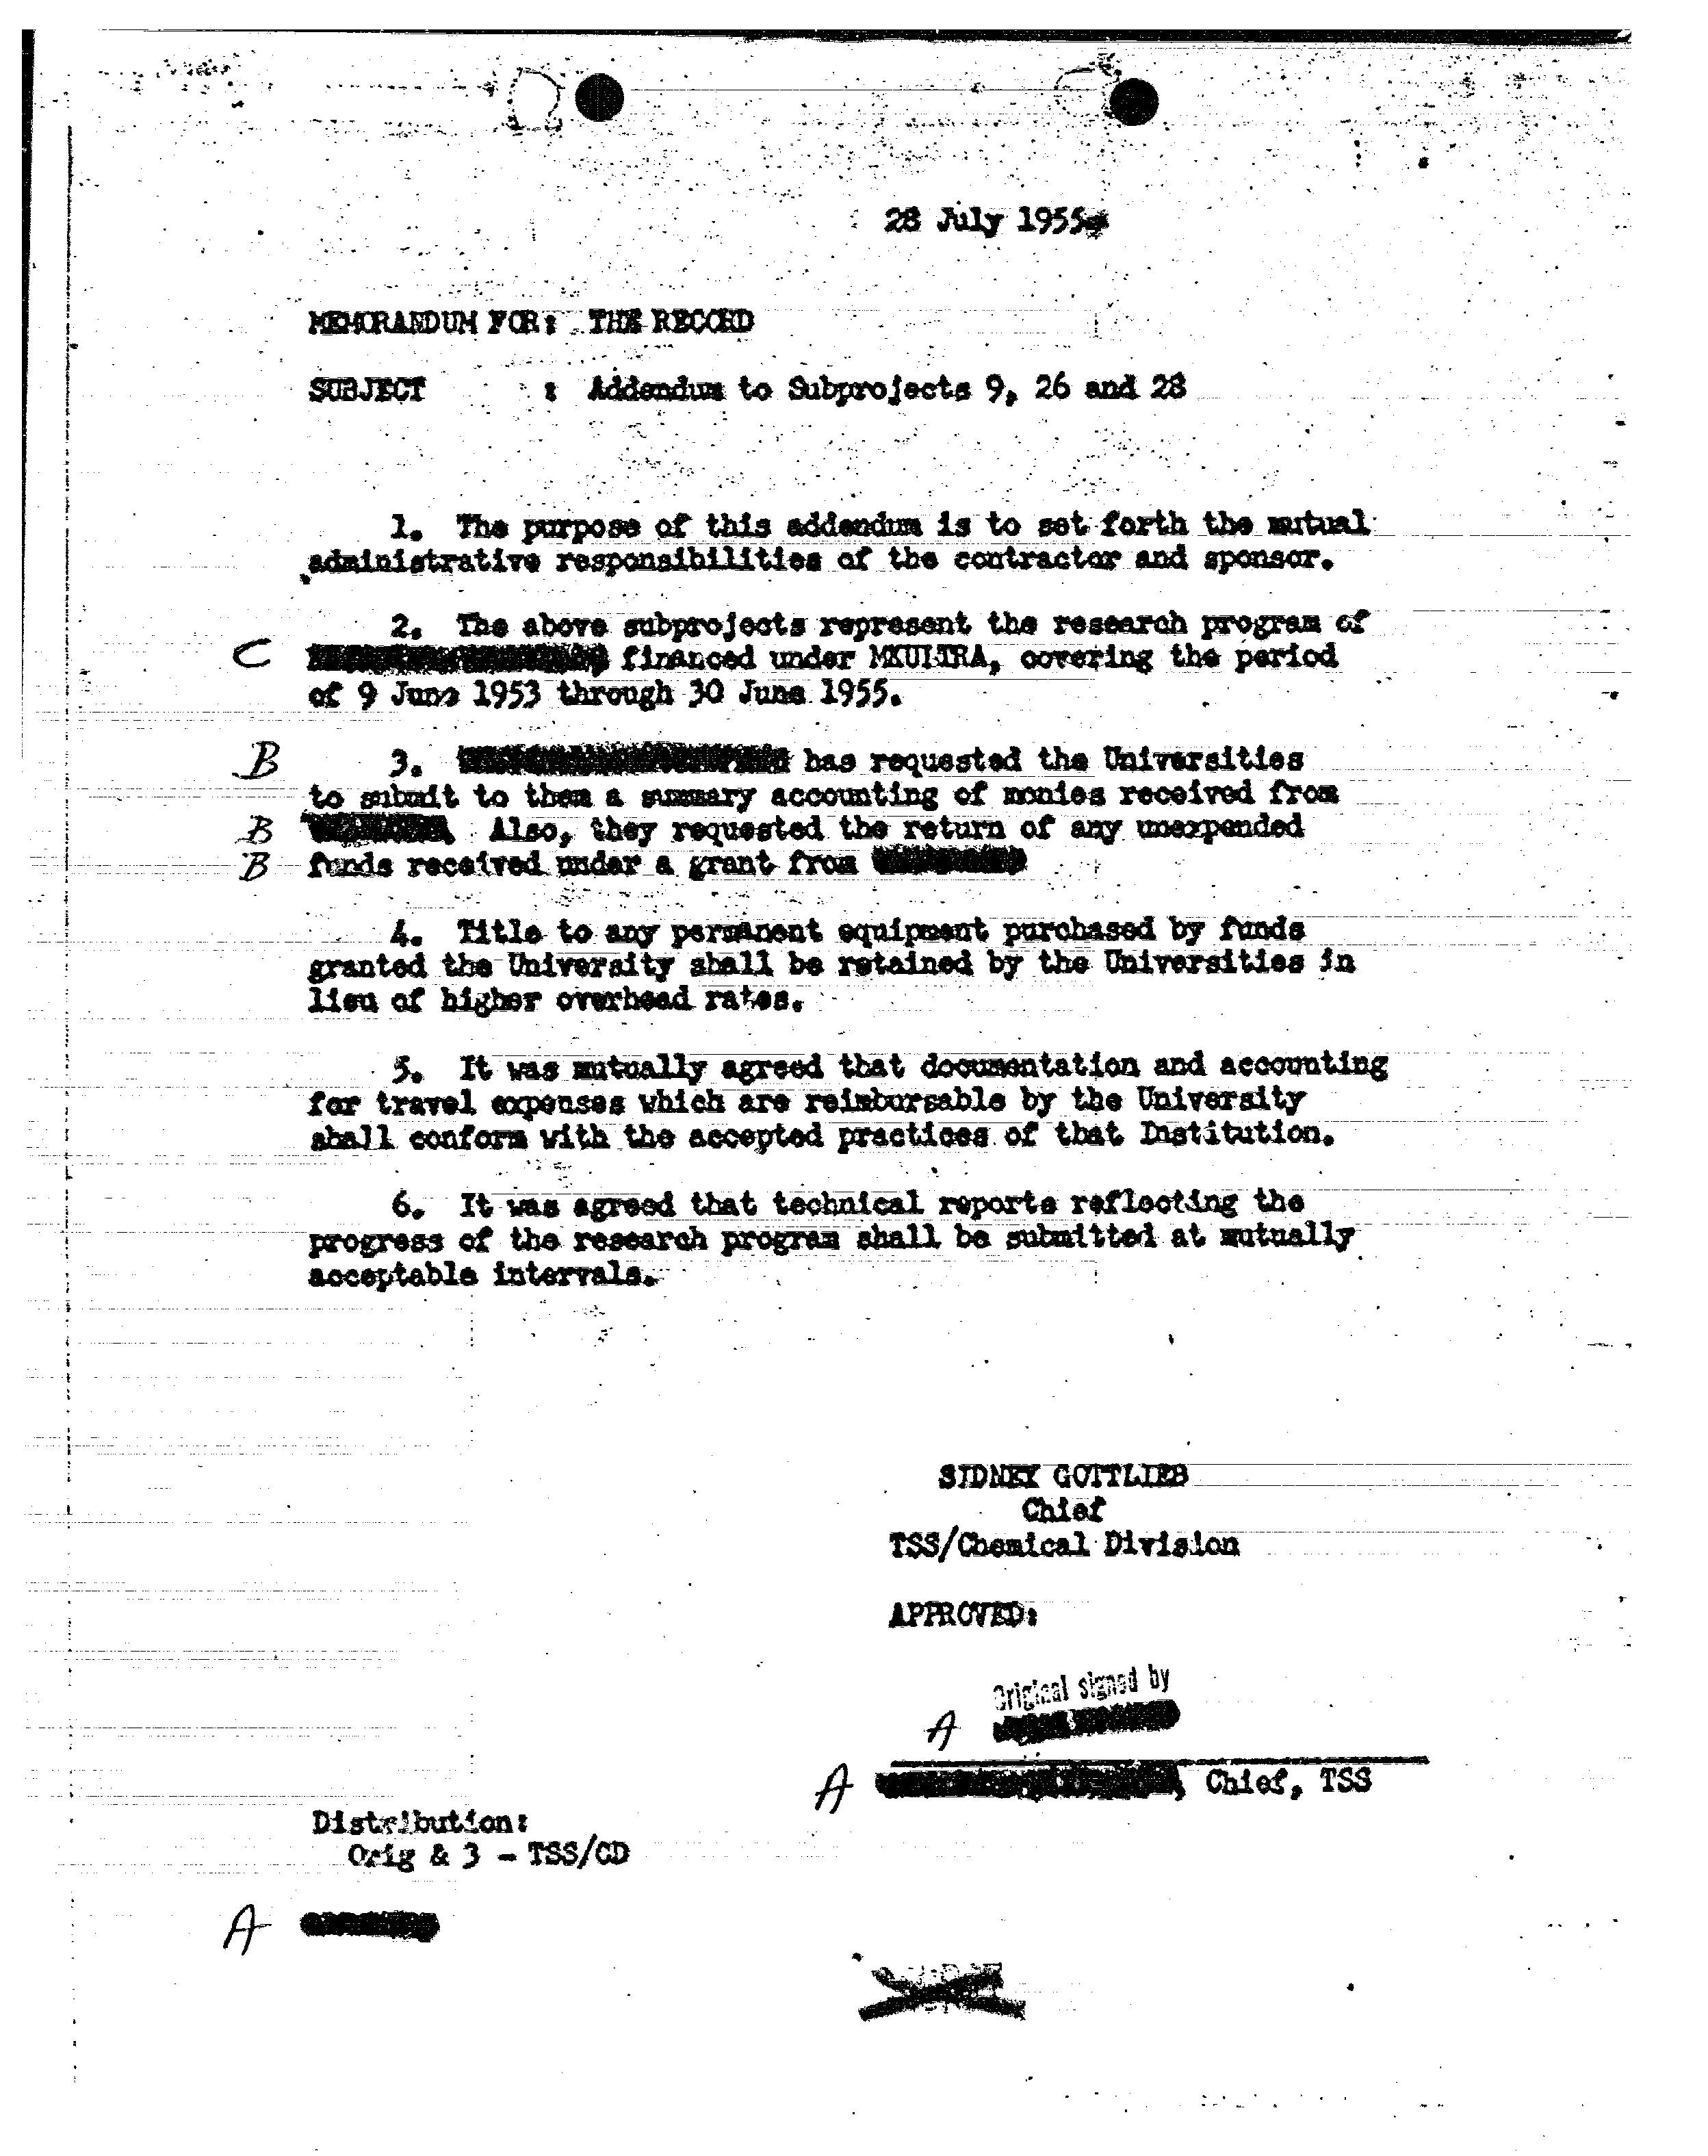 28 July 1955
MEMORANDUM FOR: THE RECORD
SUBJECT : Addendum to Subprojects 9, 26 and 28
1. The purpose of this addendum is to set forth the mutual
administrative responsibilities of the contractor and sponsor.
2. The above subprojects represent the research program of
C financed under MKULTRA, covering the period
of 9 June 1953 through 30 June 1955.
B 3. has requested the Universities
to submit to them a summary accounting of monies received from
B Also, they requested the return of any unexpended
B funds received under a grant from
4. Title to any permanent equipment purchased by funds
granted the University shall be retained by the Universities in
lieu of higher overhead rates.
5. It was mutually agreed that documentation and accounting
for travel expenses which are reimbursable by the University
shall conform with the accepted practices of that Institution.
6. It was agreed that technical reports reflecting the
progress of the research program shall be submitted at mutually
acceptable intervals.
SIDNEY GOTTLIEB
Chief
TSS/Chemical Division
APPROVED:
Original signed by
A
A , Chief, TSS
Distribution:
Orig & 3 - TSS/CD
A